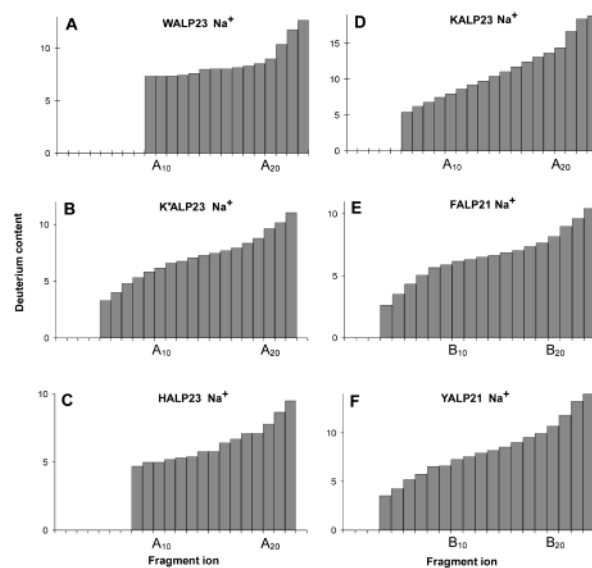 A WALP23 Na+
10
5
0
A10 A20
D KALP23 Na+
15
10
5
0
A10 A20
Deuterium content
B K*ALP23 Na+
10
5
0
A10 A20
E FALP21 Na+
10
5
0
B10 B20
C HALP23 Na+
10
5
0
A10 A20
Fragment ion
F YALP21 Na+
10
5
0
B10 B20
Fragment ion